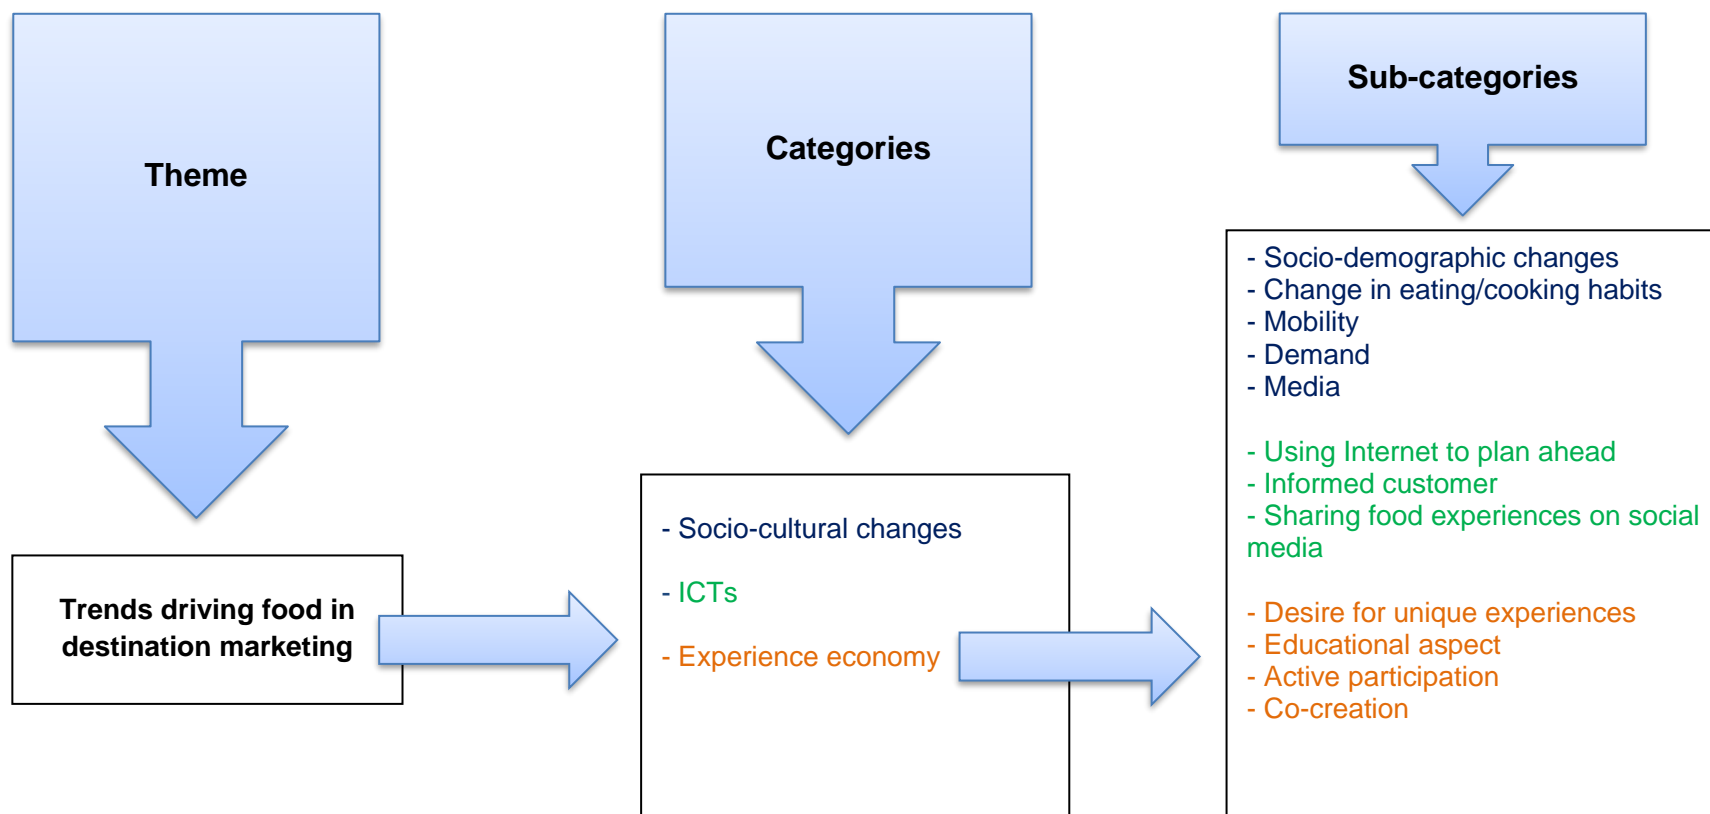 Theme
Trends driving food in
destination marketing
Categories
- Socio-cultural changes
- ICTs
- Experience economy
Sub-categories
- Socio-demographic changes
- Change in eating/cooking habits
- Mobility
- Demand
- Media
- Using Internet to plan ahead
- Informed customer
- Sharing food experiences on social
media
- Desire for unique experiences
- Educational aspect
- Active participation
- Co-creation